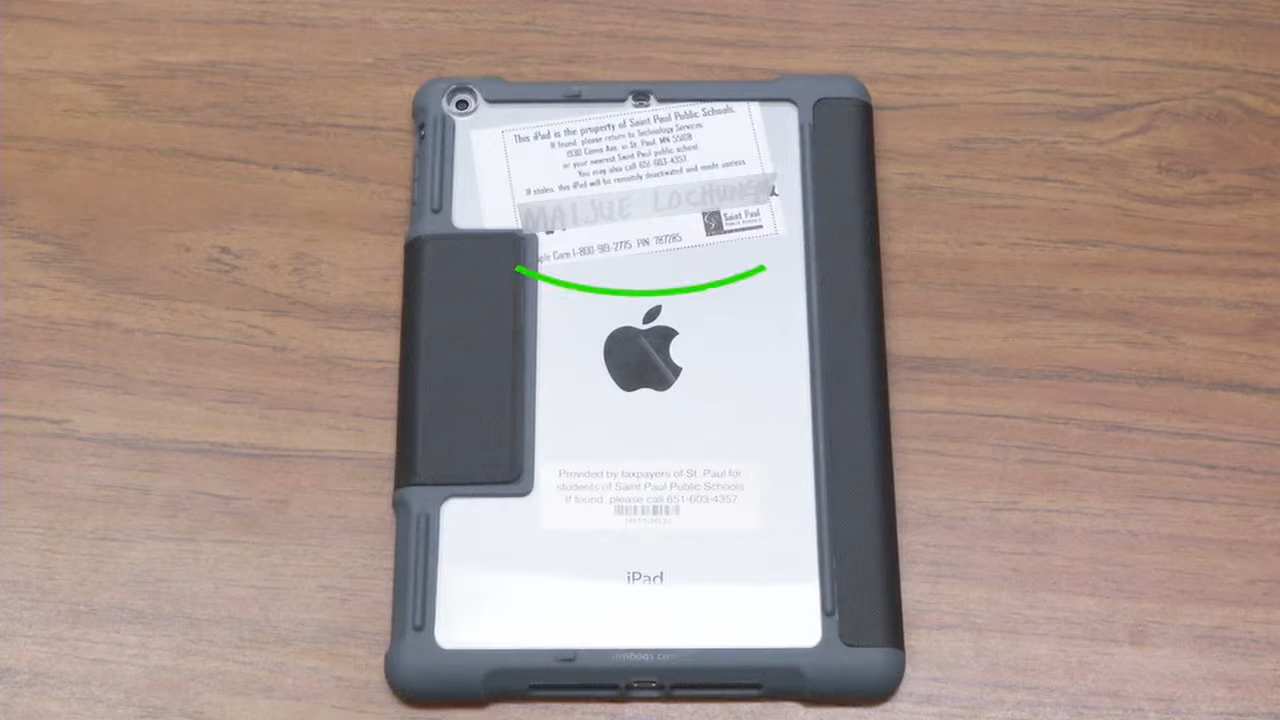 This iPad is the property of Saint Paul Public Schools.
If found, please return to Technology Services
1930 Como Ave. in St. Paul, MN 55108
or your nearest Saint Paul public school.
You may also call 651-603-4357.
If stolen, this iPad will be remotely deactivated and made useless.
MAIJUE
Saint Paul
PUBLIC SCHOOLS
ple Care 1-800-919-2775 PIN 787285
Provided by taxpayers of St. Paul for
students of Saint Paul Public Schools
If found, please call 651-603-4357
iPad